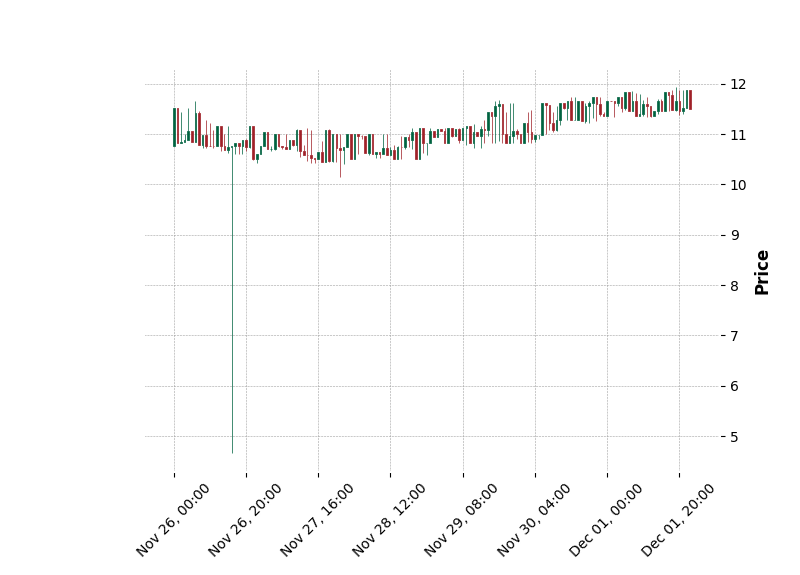 12
11
10
9
8
7
6
5
Price
Nov 26, 00:00
Nov 26, 20:00
Nov 27, 16:00
Nov 28, 12:00
Nov 29, 08:00
Nov 30, 04:00
Dec 01, 00:00
Dec 01, 20:00